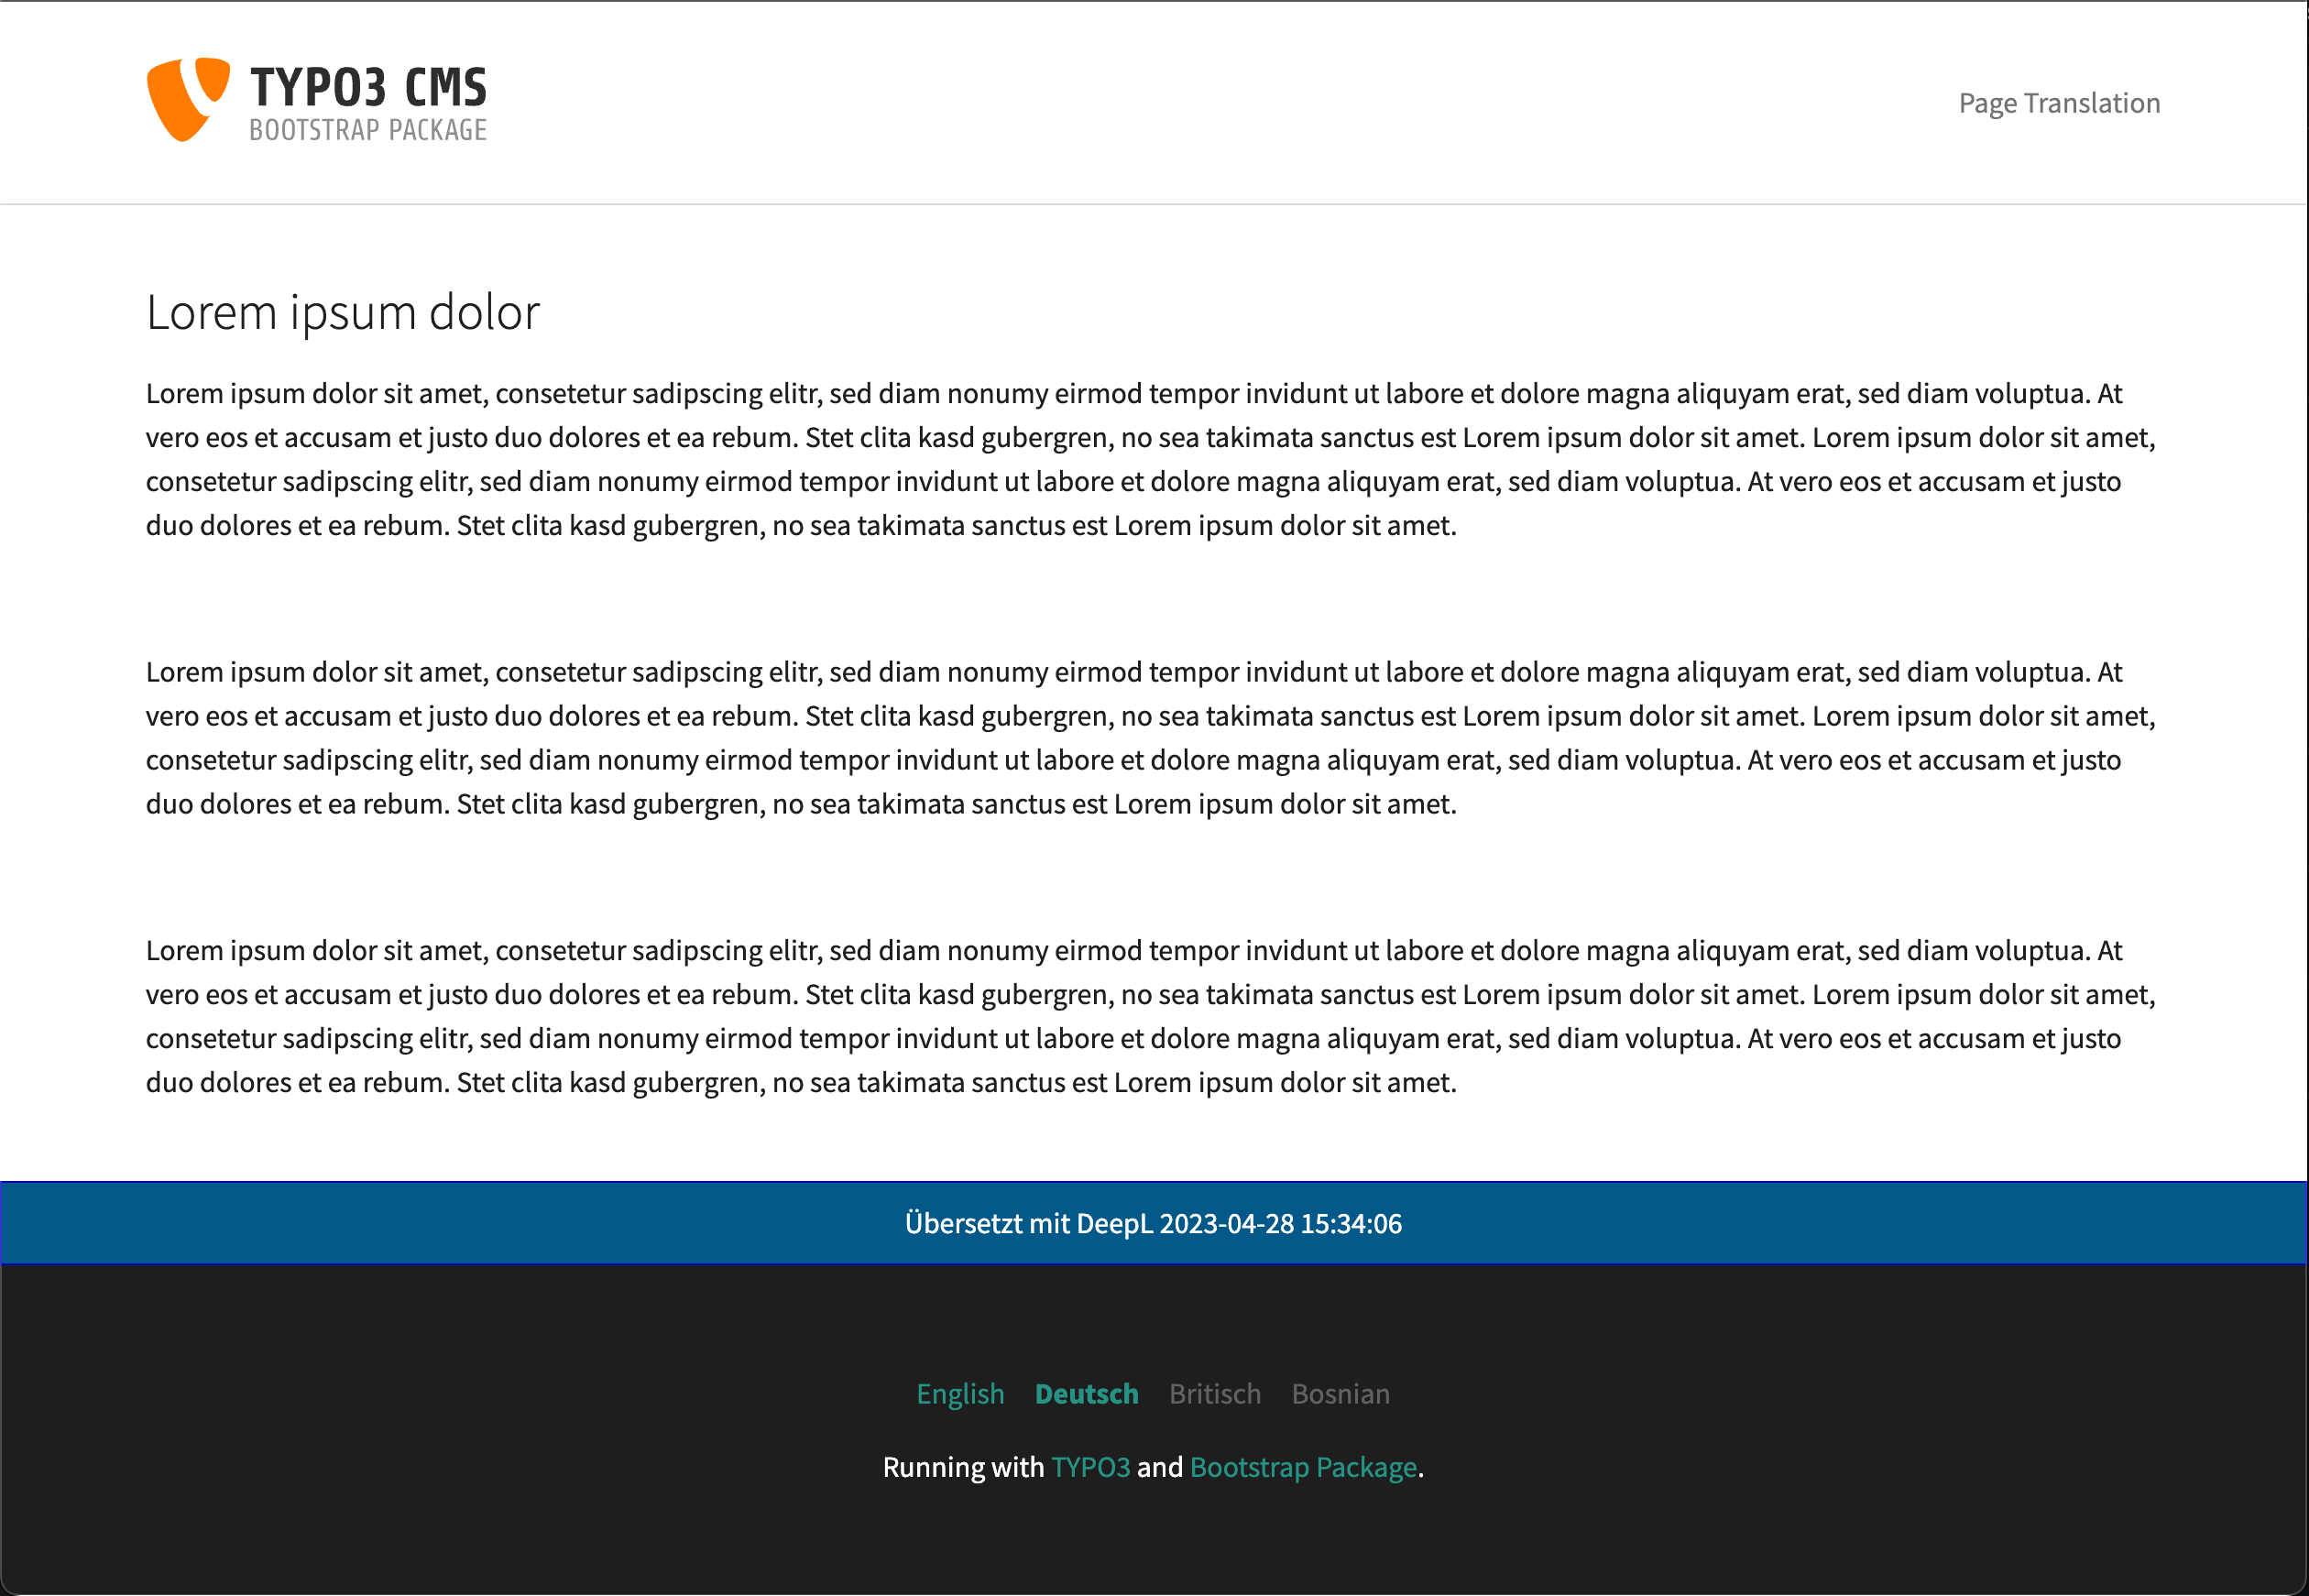 TYPO3 CMS
BOOTSTRAP PACKAGE
Page Translation
Lorem ipsum dolor
Lorem ipsum dolor sit amet, consetetur sadipscing elitr, sed diam nonumy eirmod tempor invidunt ut labore et dolore magna aliquyam erat, sed diam voluptua. At
vero eos et accusam et justo duo dolores et ea rebum. Stet clita kasd gubergren, no sea takimata sanctus est Lorem ipsum dolor sit amet. Lorem ipsum dolor sit amet,
consetetur sadipscing elitr, sed diam nonumy eirmod tempor invidunt ut labore et dolore magna aliquyam erat, sed diam voluptua. At vero eos et accusam et justo
duo dolores et ea rebum. Stet clita kasd gubergren, no sea takimata sanctus est Lorem ipsum dolor sit amet.
Lorem ipsum dolor sit amet, consetetur sadipscing elitr, sed diam nonumy eirmod tempor invidunt ut labore et dolore magna aliquyam erat, sed diam voluptua. At
vero eos et accusam et justo duo dolores et ea rebum. Stet clita kasd gubergren, no sea takimata sanctus est Lorem ipsum dolor sit amet. Lorem ipsum dolor sit amet,
consetetur sadipscing elitr, sed diam nonumy eirmod tempor invidunt ut labore et dolore magna aliquyam erat, sed diam voluptua. At vero eos et accusam et justo
duo dolores et ea rebum. Stet clita kasd gubergren, no sea takimata sanctus est Lorem ipsum dolor sit amet.
Lorem ipsum dolor sit amet, consetetur sadipscing elitr, sed diam nonumy eirmod tempor invidunt ut labore et dolore magna aliquyam erat, sed diam voluptua. At
vero eos et accusam et justo duo dolores et ea rebum. Stet clita kasd gubergren, no sea takimata sanctus est Lorem ipsum dolor sit amet. Lorem ipsum dolor sit amet,
consetetur sadipscing elitr, sed diam nonumy eirmod tempor invidunt ut labore et dolore magna aliquyam erat, sed diam voluptua. At vero eos et accusam et justo
duo dolores et ea rebum. Stet clita kasd gubergren, no sea takimata sanctus est Lorem ipsum dolor sit amet.
Übersetzt mit DeepL 2023-04-28 15:34:06
English Deutsch Britisch Bosnian
Running with TYPO3 and Bootstrap Package.